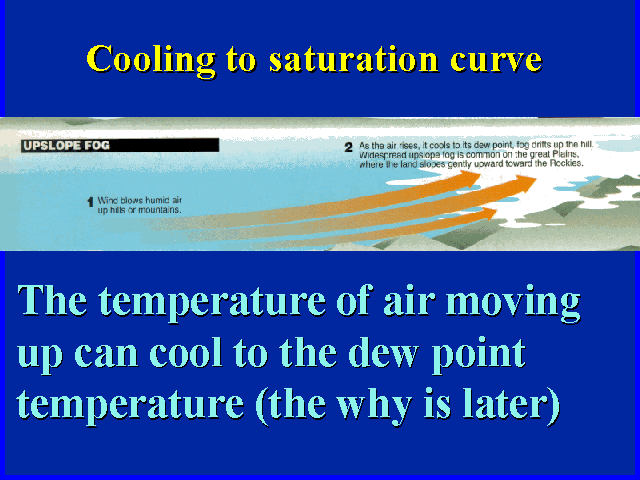 Cooling to saturation curve
UPSLOPE FOG
2 As the air rises, it cools to its dew point, fog drifts up the hill.
Widespread upslope fog is common on the great Plains,
where the land slopes gently upward toward the Rockies.
1 Wind blows humid air
up hills or mountains.
The temperature of air moving
up can cool to the dew point
temperature (the why is later)